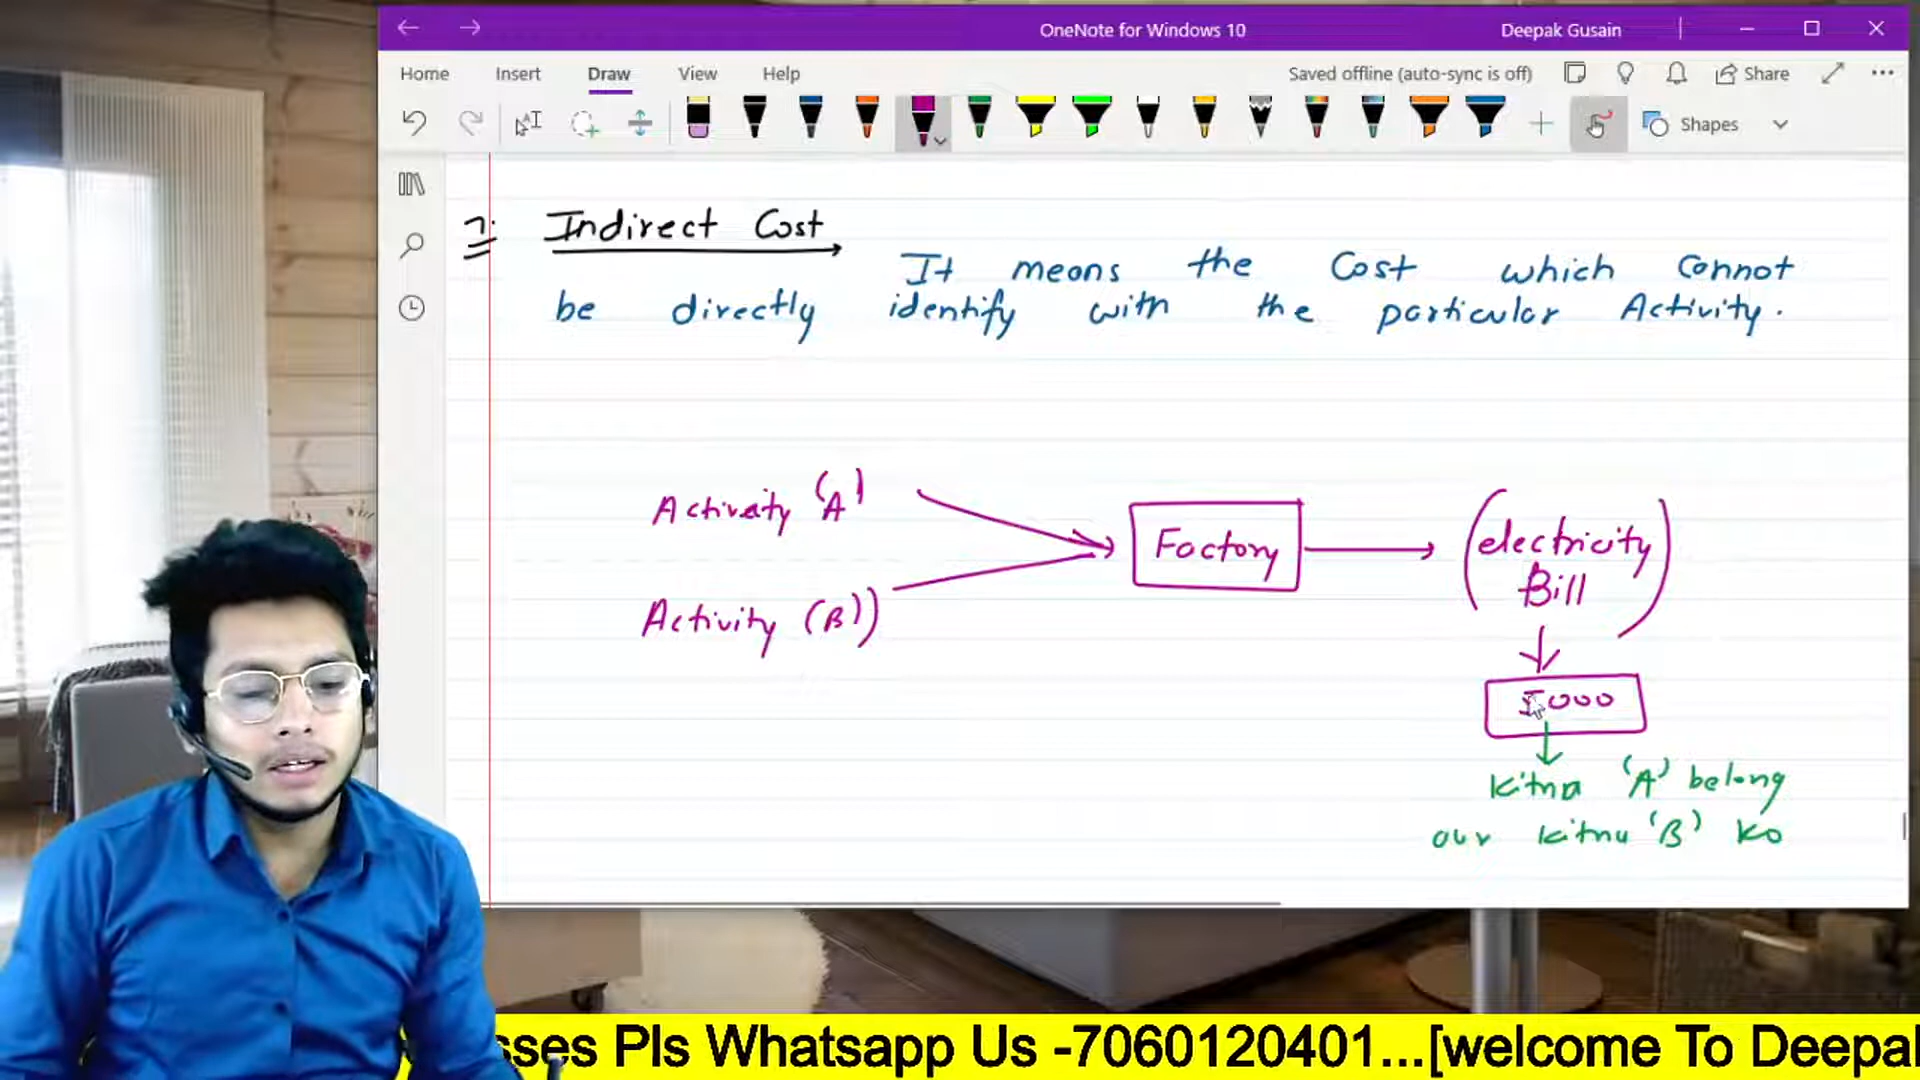 OneNote for Windows 10
Deepak Gusain
Home Insert Draw View Help
Saved offline (auto-sync is off) Share
Shapes
7. Indirect Cost
It means the Cost which cannot
be directly identify with the particular Activity.
Activity 'A'
Activity (B))
Factory
(electricity
Bill)
5000
kitna 'A' belong
aur kitna 'B' ko
sses Pls Whatsapp Us -7060120401...[welcome To Deepak